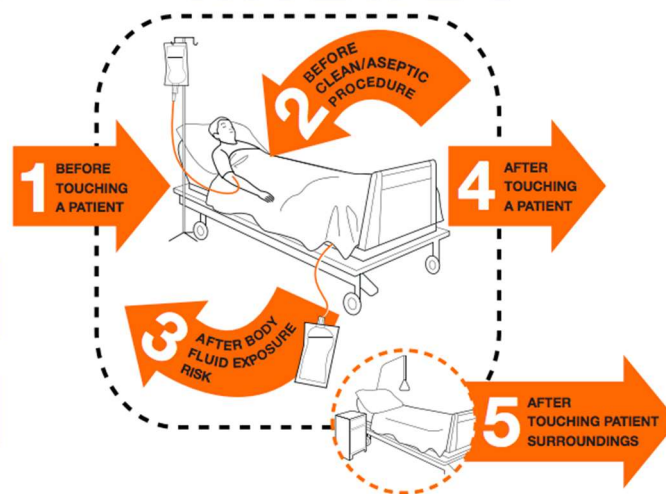 1 BEFORE
TOUCHING
A PATIENT
2 BEFORE
CLEAN/ASEPTIC
PROCEDURE
3 AFTER BODY
FLUID EXPOSURE
RISK
4 AFTER
TOUCHING
A PATIENT
5 AFTER
TOUCHING PATIENT
SURROUNDINGS